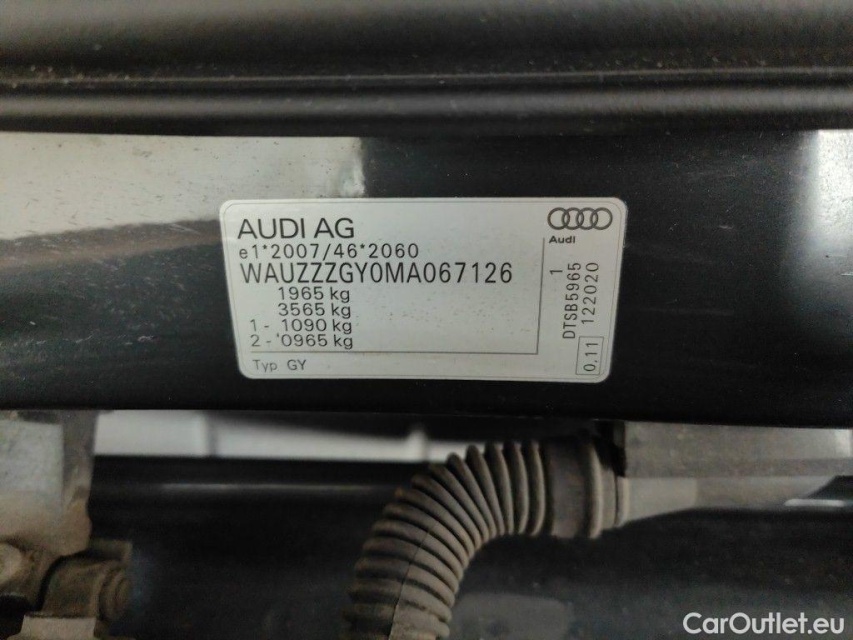 AUDI AG
e1*2007/46*2060
WAUZZZGY0MA067126
1965 kg
3565 kg
1 - 1090 kg
2 - '0965 kg
Typ GY
Audi
DTSB5965 1
0,11 122020
CarOutlet.eu